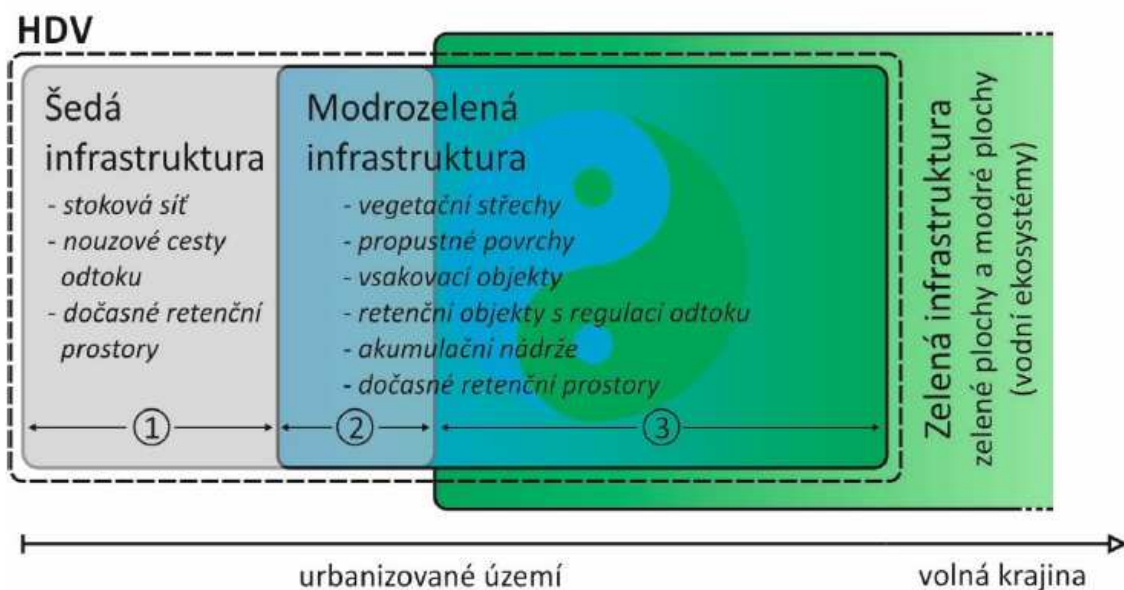 HDV
Šedá
infrastruktura
- stoková síť
- nouzové cesty
odtoku
- dočasné retenční
prostory
Modrozelená
infrastruktura
- vegetační střechy
- propustné povrchy
- vsakovací objekty
- retenční objekty s regulací odtoku
- akumulační nádrže
- dočasné retenční prostory
1
2
3
Zelená infrastruktura
zelené plochy a modré plochy
(vodní ekosystémy)
urbanizované území
volná krajina